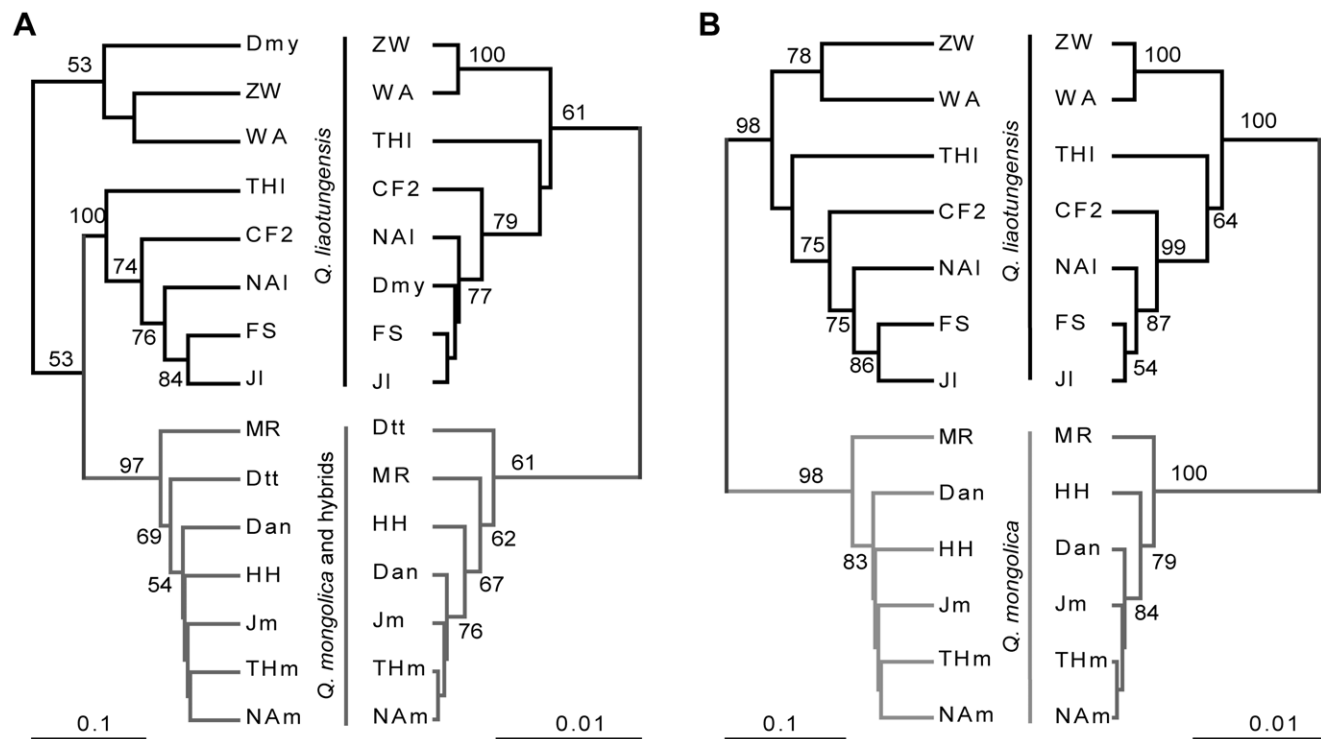 A
B
53
Dmy
ZW
WA
THI
CF2
NAI
FS
JI
100
74
76
84
53
97
MR
Dtt
Dan
HH
Jm
THm
NAm
69
54
0.1
Q. liaotungensis
Q. mongolica and hybrids
ZW
WA
THI
CF2
NAI
Dmy
FS
JI
Dtt
MR
HH
Dan
Jm
THm
NAm
100
61
79
77
61
62
67
76
0.01
78
98
75
75
86
98
83
ZW
WA
THI
CF2
NAI
FS
JI
MR
Dan
HH
Jm
THm
NAm
0.1
Q. liaotungensis
Q. mongolica
ZW
WA
THI
CF2
NAI
FS
JI
MR
HH
Dan
Jm
THm
NAm
100
100
64
99
87
54
100
79
84
0.01